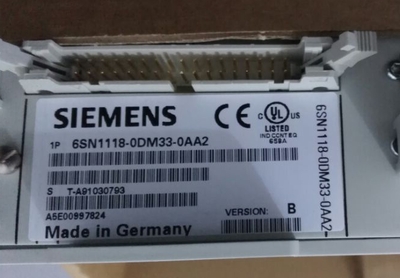 SIEMENS
CE
UL
LISTED
IND CONT EQ
658A
1P 6SN1118-0DM33-0AA2
S T-A91030793
A5E00997824
VERSION: B
Made in Germany
6SN1118-0DM33-0AA2-